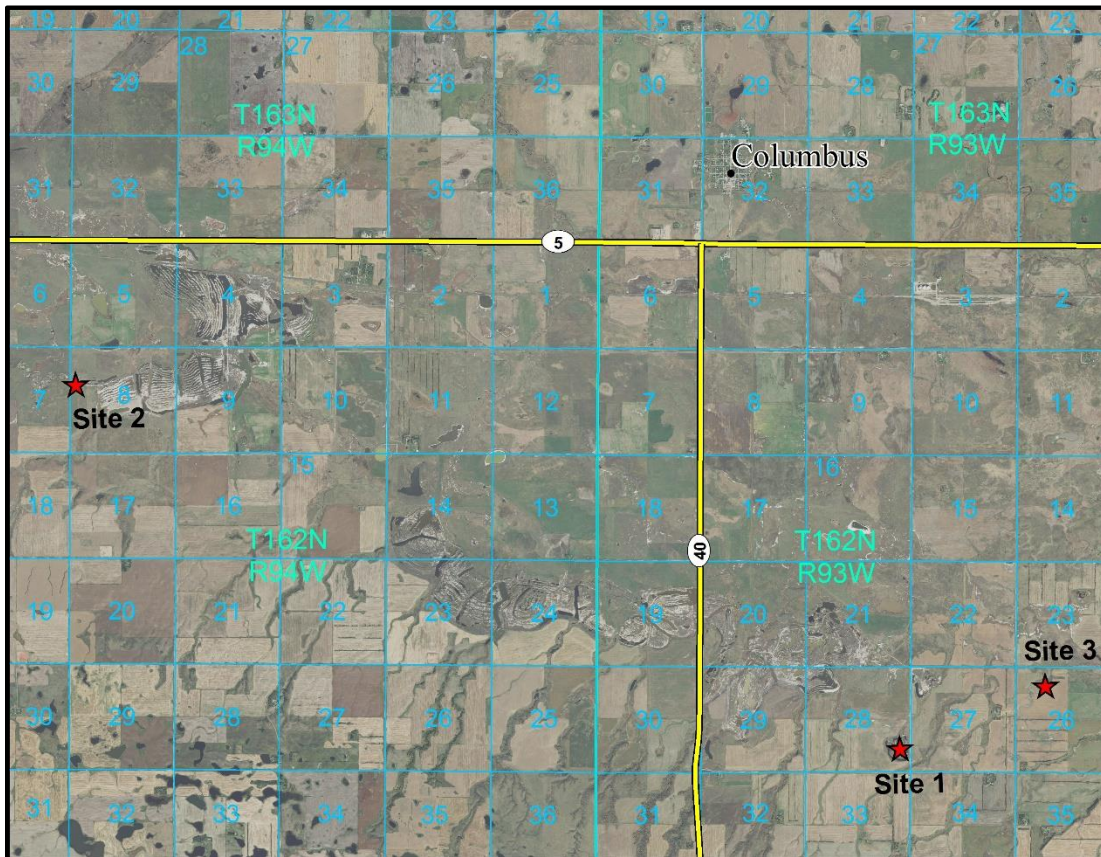 19 20 21 22 23 24 19 20 21 22 23
28 27 27
30 29 26 25 30 29 28 26
T163N T163N
R94W R93W
Columbus
31 32 33 34 35 36 31 32 33 34 35
5
6 5 4 3 2 1 6 5 4 3 2
7 8 9 10 11 12 7 8 9 10 11
Site 2
15 16
18 17 16 14 13 18 17 15 14
T162N T162N
40
R94W R93W
19 20 21 22 23 24 19 20 21 22 23
Site 3
30 29 28 27 26 25 30 29 28 27 26
Site 1
31 32 33 34 35 36 31 32 33 34 35